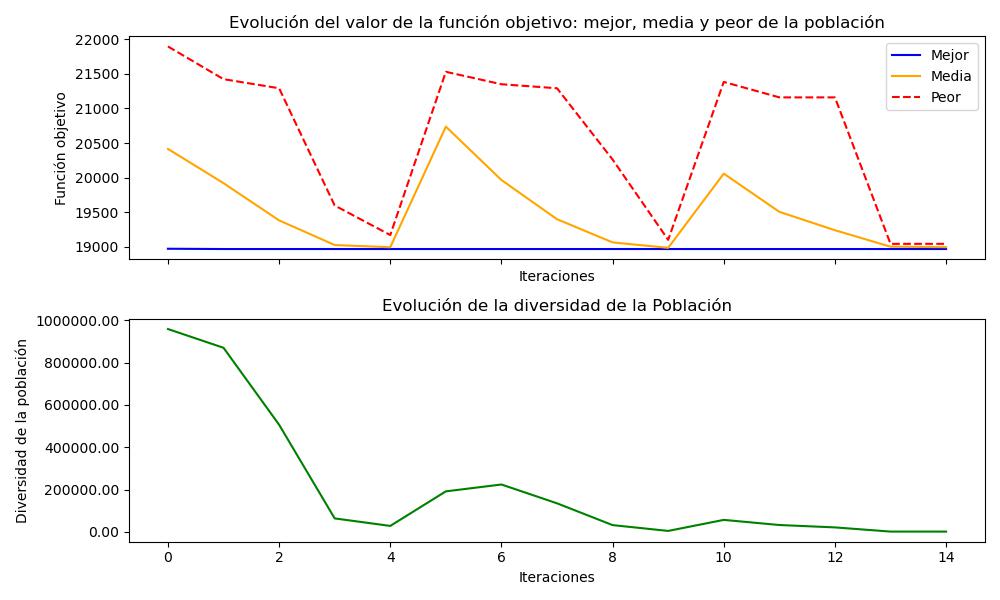 Evolución del valor de la función objetivo: mejor, media y peor de la población
22000
21500
21000
20500
20000
19500
19000
Función objetivo
Mejor
Media
Peor
Iteraciones
Evolución de la diversidad de la Población
1000000.00
800000.00
600000.00
400000.00
200000.00
0.00
Diversidad de la población
0 2 4 6 8 10 12 14
Iteraciones